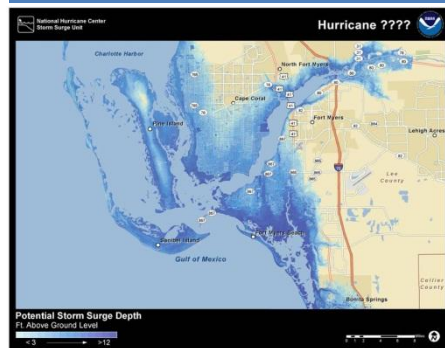 National Hurricane Center
Storm Surge Unit
Hurricane ????
NOAA
Charlotte Harbor
North Fort Myers
Cape Coral
Pine Island
Fort Myers
Lehigh Acres
Lee
County
Sanibel Island
Fort Myers Beach
Gulf of Mexico
Collier
County
Bonita Springs
Potential Storm Surge Depth
Ft. Above Ground Level
< 3
>12